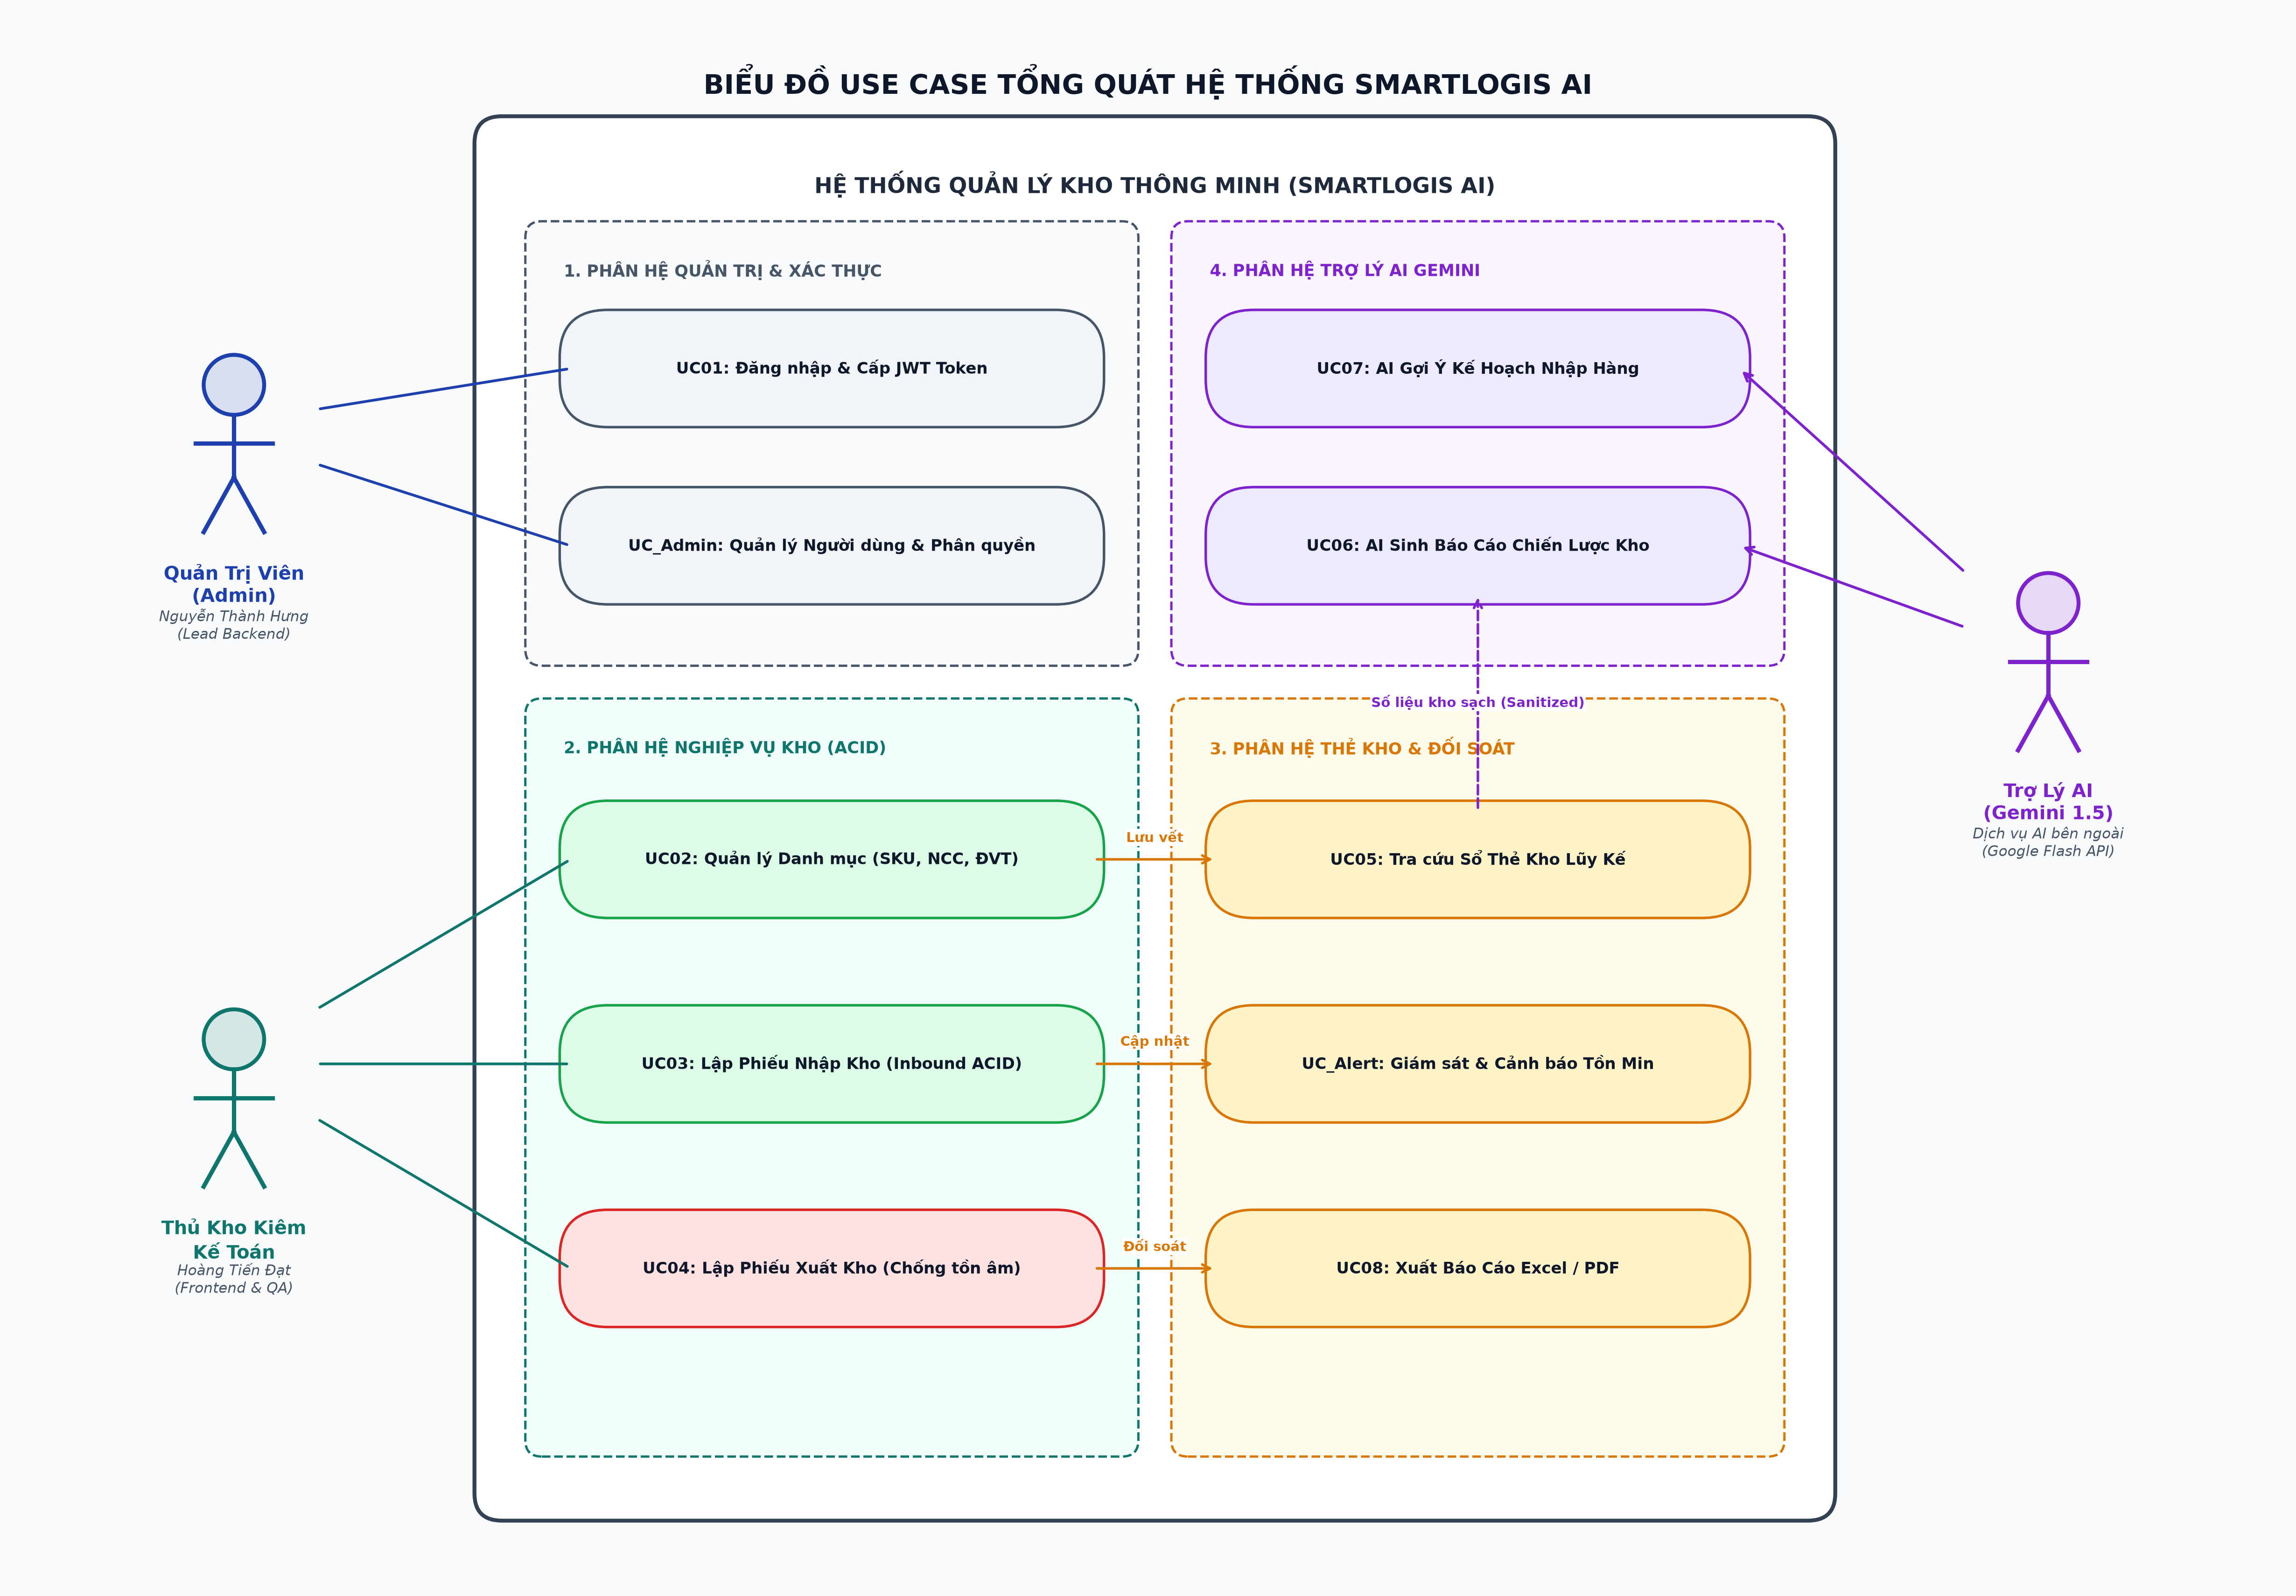 BIỂU ĐỒ USE CASE TỔNG QUÁT HỆ THỐNG SMARTLOGIS AI
HỆ THỐNG QUẢN LÝ KHO THÔNG MINH (SMARTLOGIS AI)
1. PHÂN HỆ QUẢN TRỊ & XÁC THỰC
UC01: Đăng nhập & Cấp JWT Token
UC_Admin: Quản lý Người dùng & Phân quyền
4. PHÂN HỆ TRỢ LÝ AI GEMINI
UC07: AI Gợi Ý Kế Hoạch Nhập Hàng
UC06: AI Sinh Báo Cáo Chiến Lược Kho
Quản Trị Viên
(Admin)
Nguyễn Thành Hưng
(Lead Backend)
Số liệu kho sạch (Sanitized)
2. PHÂN HỆ NGHIỆP VỤ KHO (ACID)
UC02: Quản lý Danh mục (SKU, NCC, ĐVT)
UC03: Lập Phiếu Nhập Kho (Inbound ACID)
UC04: Lập Phiếu Xuất Kho (Chống tồn âm)
Lưu vết
Cập nhật
Đối soát
3. PHÂN HỆ THẺ KHO & ĐỐI SOÁT
UC05: Tra cứu Sổ Thẻ Kho Lũy Kế
UC_Alert: Giám sát & Cảnh báo Tồn Min
UC08: Xuất Báo Cáo Excel / PDF
Trợ Lý AI
(Gemini 1.5)
Dịch vụ AI bên ngoài
(Google Flash API)
Thủ Kho Kiêm
Kế Toán
Hoàng Tiến Đạt
(Frontend & QA)